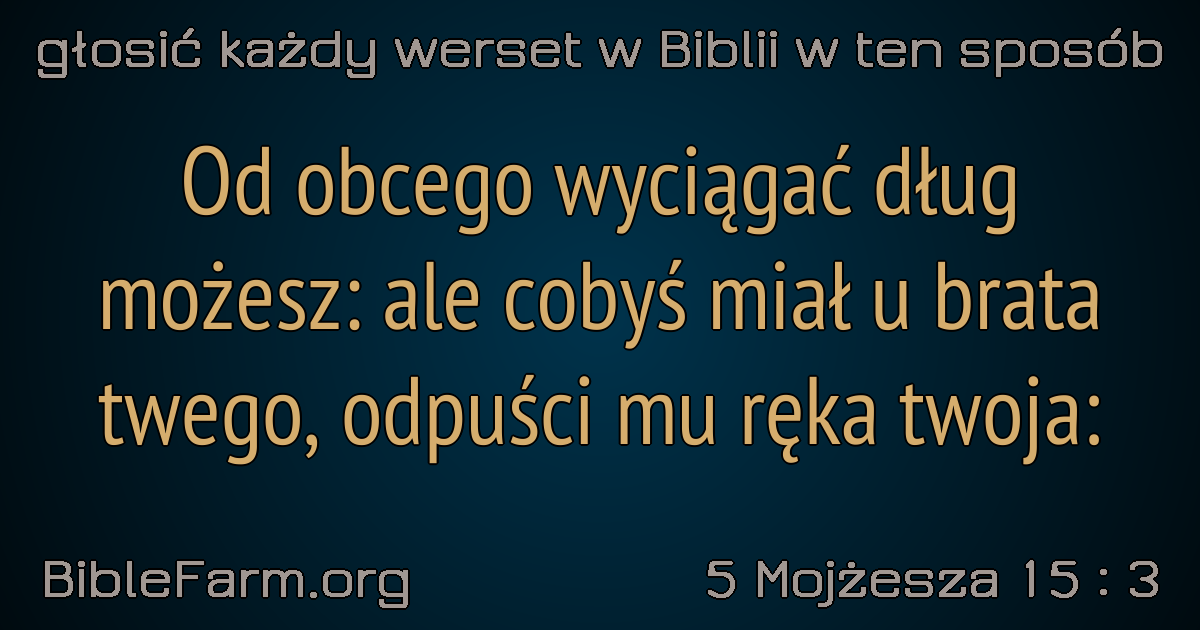 głosić każdy werset w Biblii w ten sposób
Od obcego wyciągać dług
możesz: ale cobyś miał u brata
twego, odpuści mu ręka twoja:
BibleFarm.org
5 Mojżesza 15 : 3